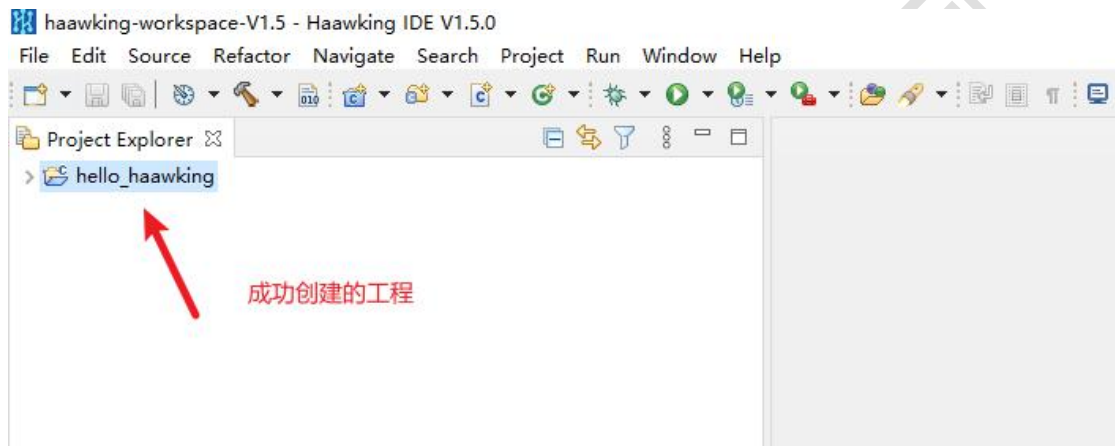 haawking-workspace-V1.5 - Haawking IDE V1.5.0
File Edit Source Refactor Navigate Search Project Run Window Help
Project Explorer
hello_haawking
成功创建的工程